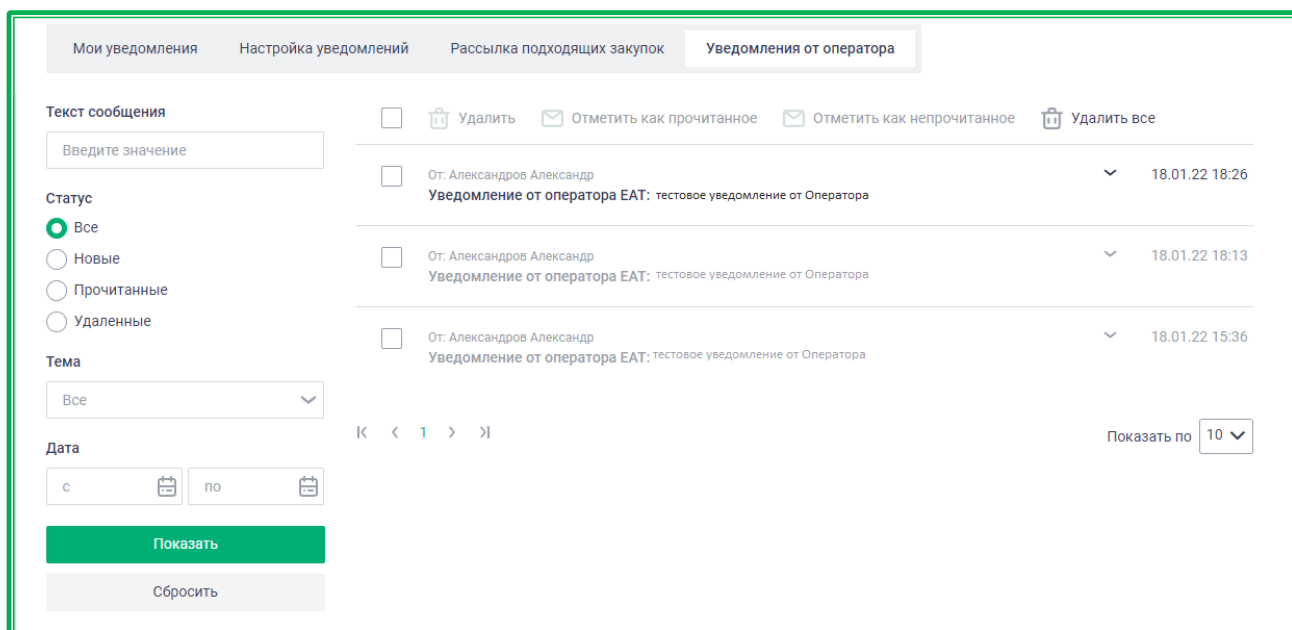 Мои уведомления Настройка уведомлений Рассылка подходящих закупок Уведомления от оператора
Текст сообщения
Введите значение
Статус
Все
Новые
Прочитанные
Удаленные
Тема
Все
Дата
с по
Показать
Сбросить
Удалить Отметить как прочитанное Отметить как непрочитанное Удалить все
От: Александров Александр
Уведомление от оператора ЕАТ: тестовое уведомление от Оператора
18.01.22 18:26
От: Александров Александр
Уведомление от оператора ЕАТ: тестовое уведомление от Оператора
18.01.22 18:13
От: Александров Александр
Уведомление от оператора ЕАТ: тестовое уведомление от Оператора
18.01.22 15:36
1
Показать по 10